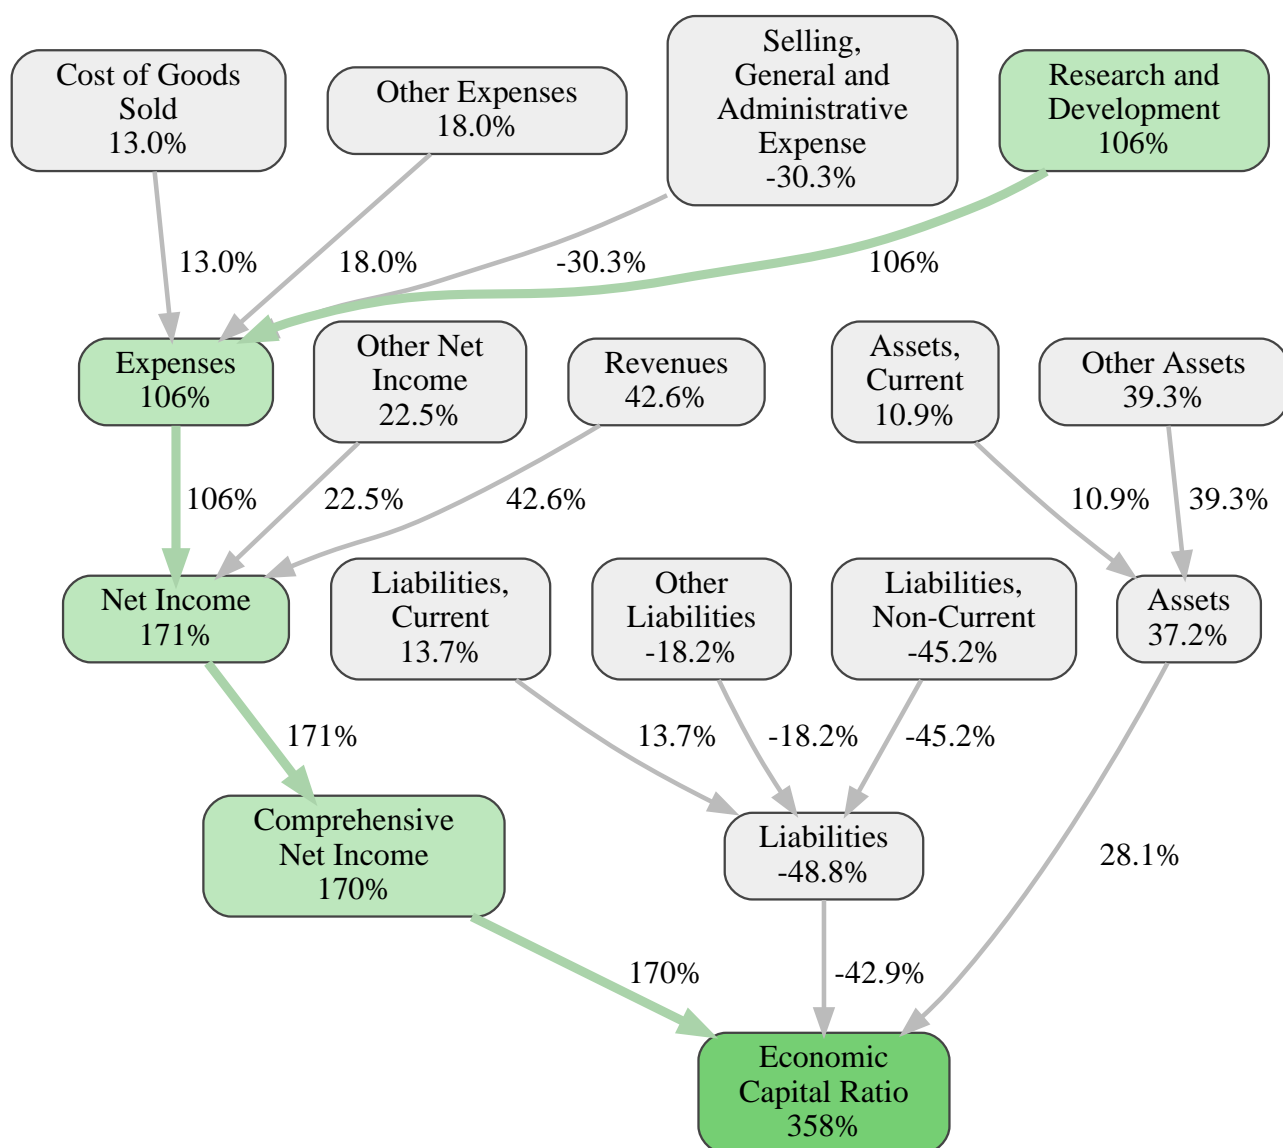 Cost of Goods
Sold
13.0%
Other Expenses
18.0%
Selling,
General and
Administrative
Expense
-30.3%
Research and
Development
106%
13.0%
18.0%
-30.3%
106%
Expenses
106%
Other Net
Income
22.5%
Revenues
42.6%
Assets,
Current
10.9%
Other Assets
39.3%
106%
22.5%
42.6%
10.9%
39.3%
Net Income
171%
Liabilities,
Current
13.7%
Other
Liabilities
-18.2%
Liabilities,
Non-Current
-45.2%
Assets
37.2%
171%
13.7%
-18.2%
-45.2%
Comprehensive
Net Income
170%
Liabilities
-48.8%
28.1%
170%
-42.9%
Economic
Capital Ratio
358%